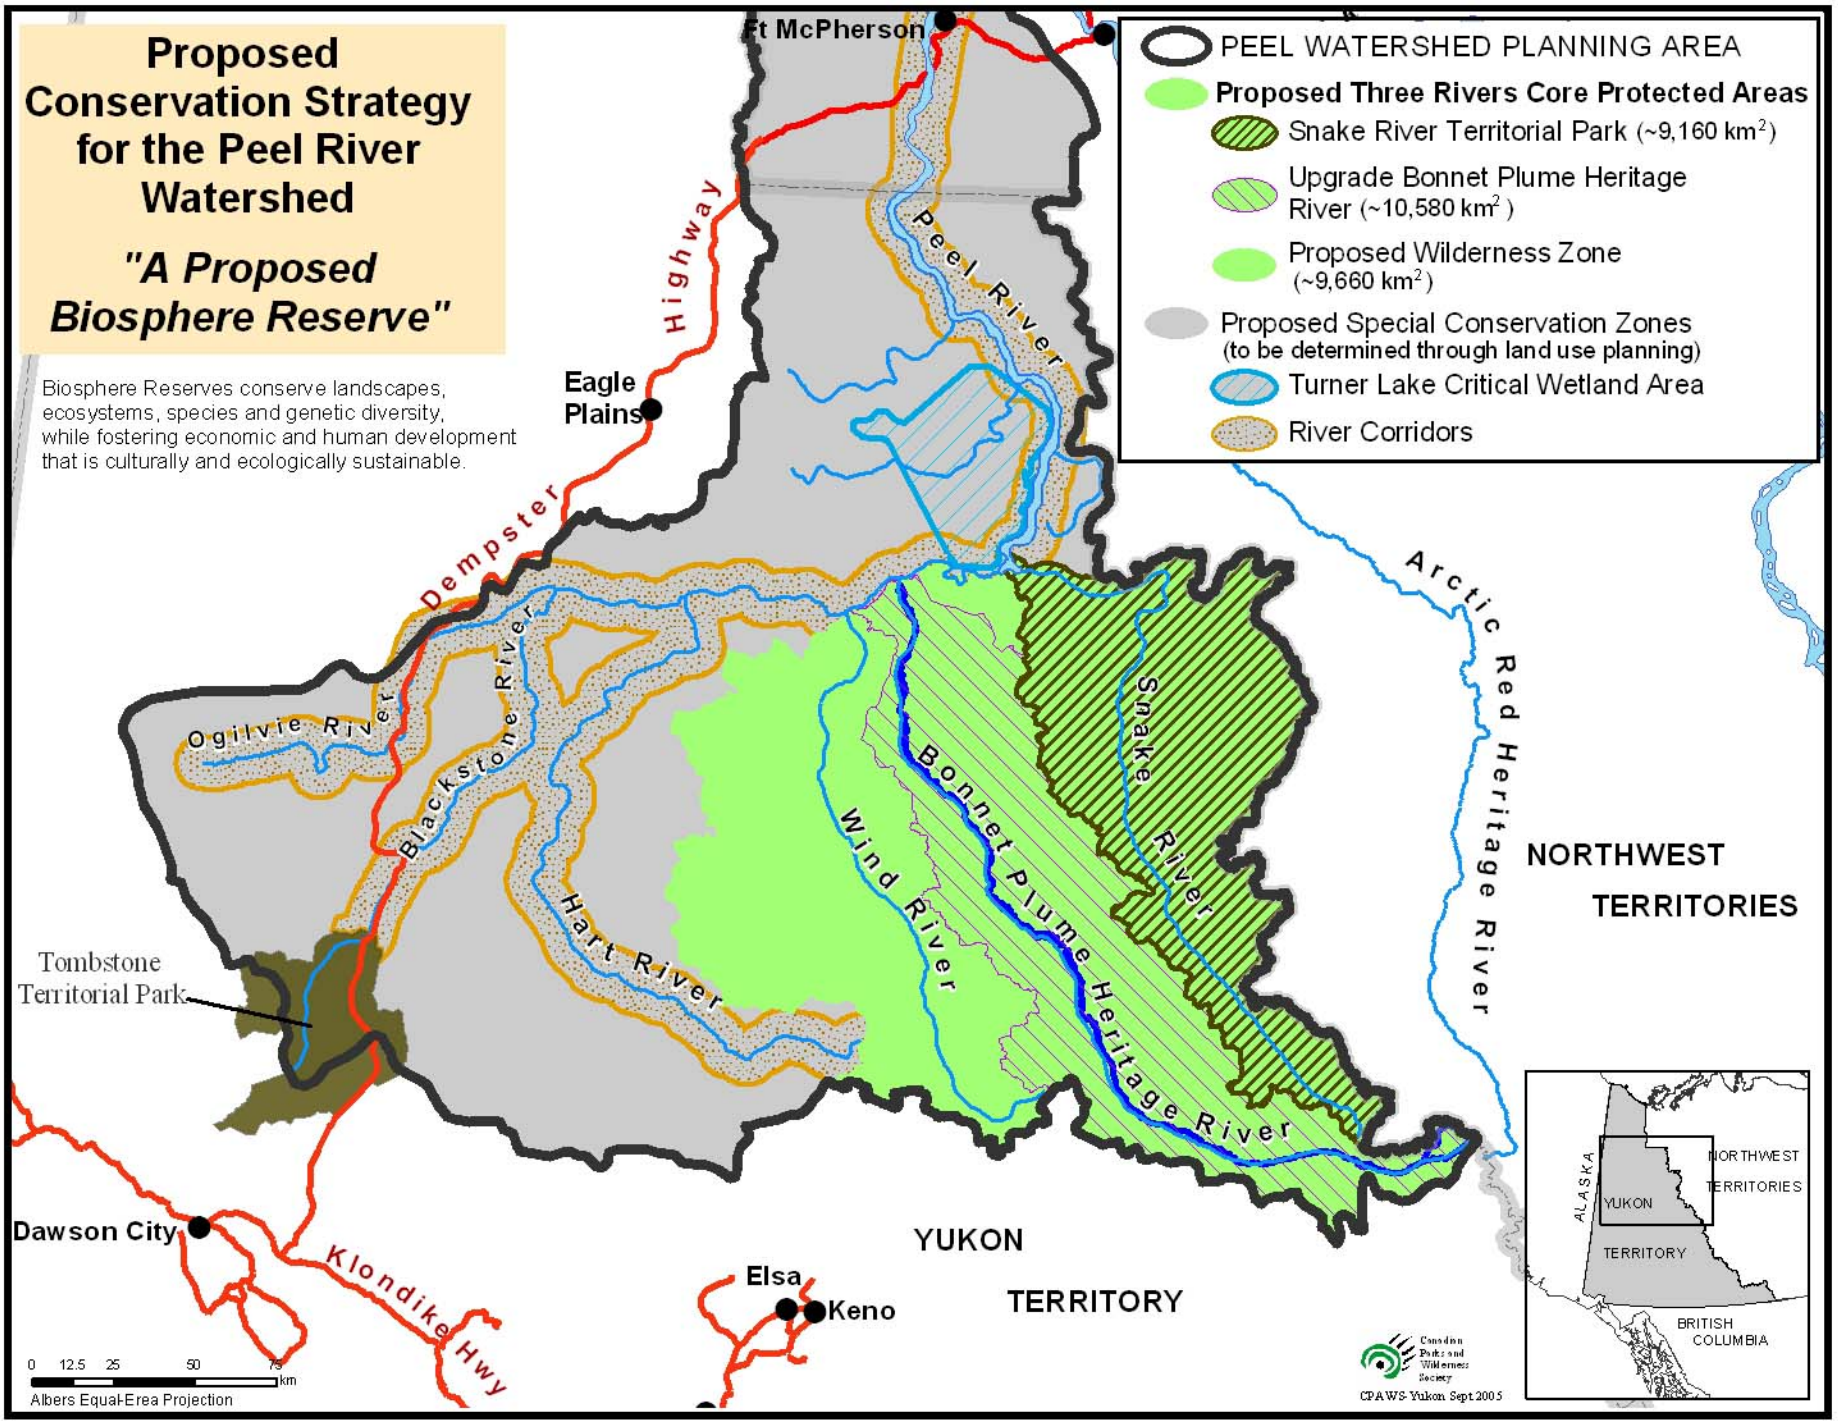 Proposed
Conservation Strategy
for the Peel River
Watershed
"A Proposed
Biosphere Reserve"
Biosphere Reserves conserve landscapes,
ecosystems, species and genetic diversity,
while fostering economic and human development
that is culturally and ecologically sustainable.
Ft McPherson
PEEL WATERSHED PLANNING AREA
Proposed Three Rivers Core Protected Areas
Snake River Territorial Park (~9,160 km²)
Upgrade Bonnet Plume Heritage
River (~10,580 km²)
Proposed Wilderness Zone
(~9,660 km²)
Proposed Special Conservation Zones
(to be determined through land use planning)
Turner Lake Critical Wetland Area
River Corridors
Dempster Highway
Eagle
Plains
Peel River
Arctic Red Heritage River
Ogilvie River
Blackstone River
Hart River
Wind River
Bonnet Plume Heritage River
Snake River
Tombstone
Territorial Park
NORTHWEST
TERRITORIES
YUKON
TERRITORY
Dawson City
Klondike Hwy
Elsa
Keno
0 12.5 25 50 75
km
Albers Equal-Erea Projection
Canadian
Parks and
Wilderness
Society
CPAWS-Yukon Sept 2005
ALASKA
YUKON
TERRITORY
NORTHWEST
TERRITORIES
BRITISH
COLUMBIA